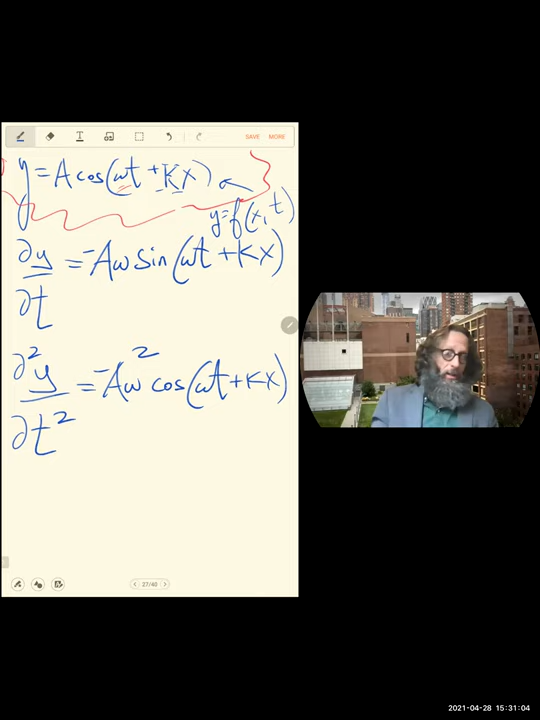 SAVE MORE
y = A cos(ωt + Kx)
y = f(x, t)
∂y/∂t = -Aω sin(ωt + Kx)
∂²y/∂t² = -Aω² cos(ωt + Kx)
27/40
2021-04-28 15:31:04